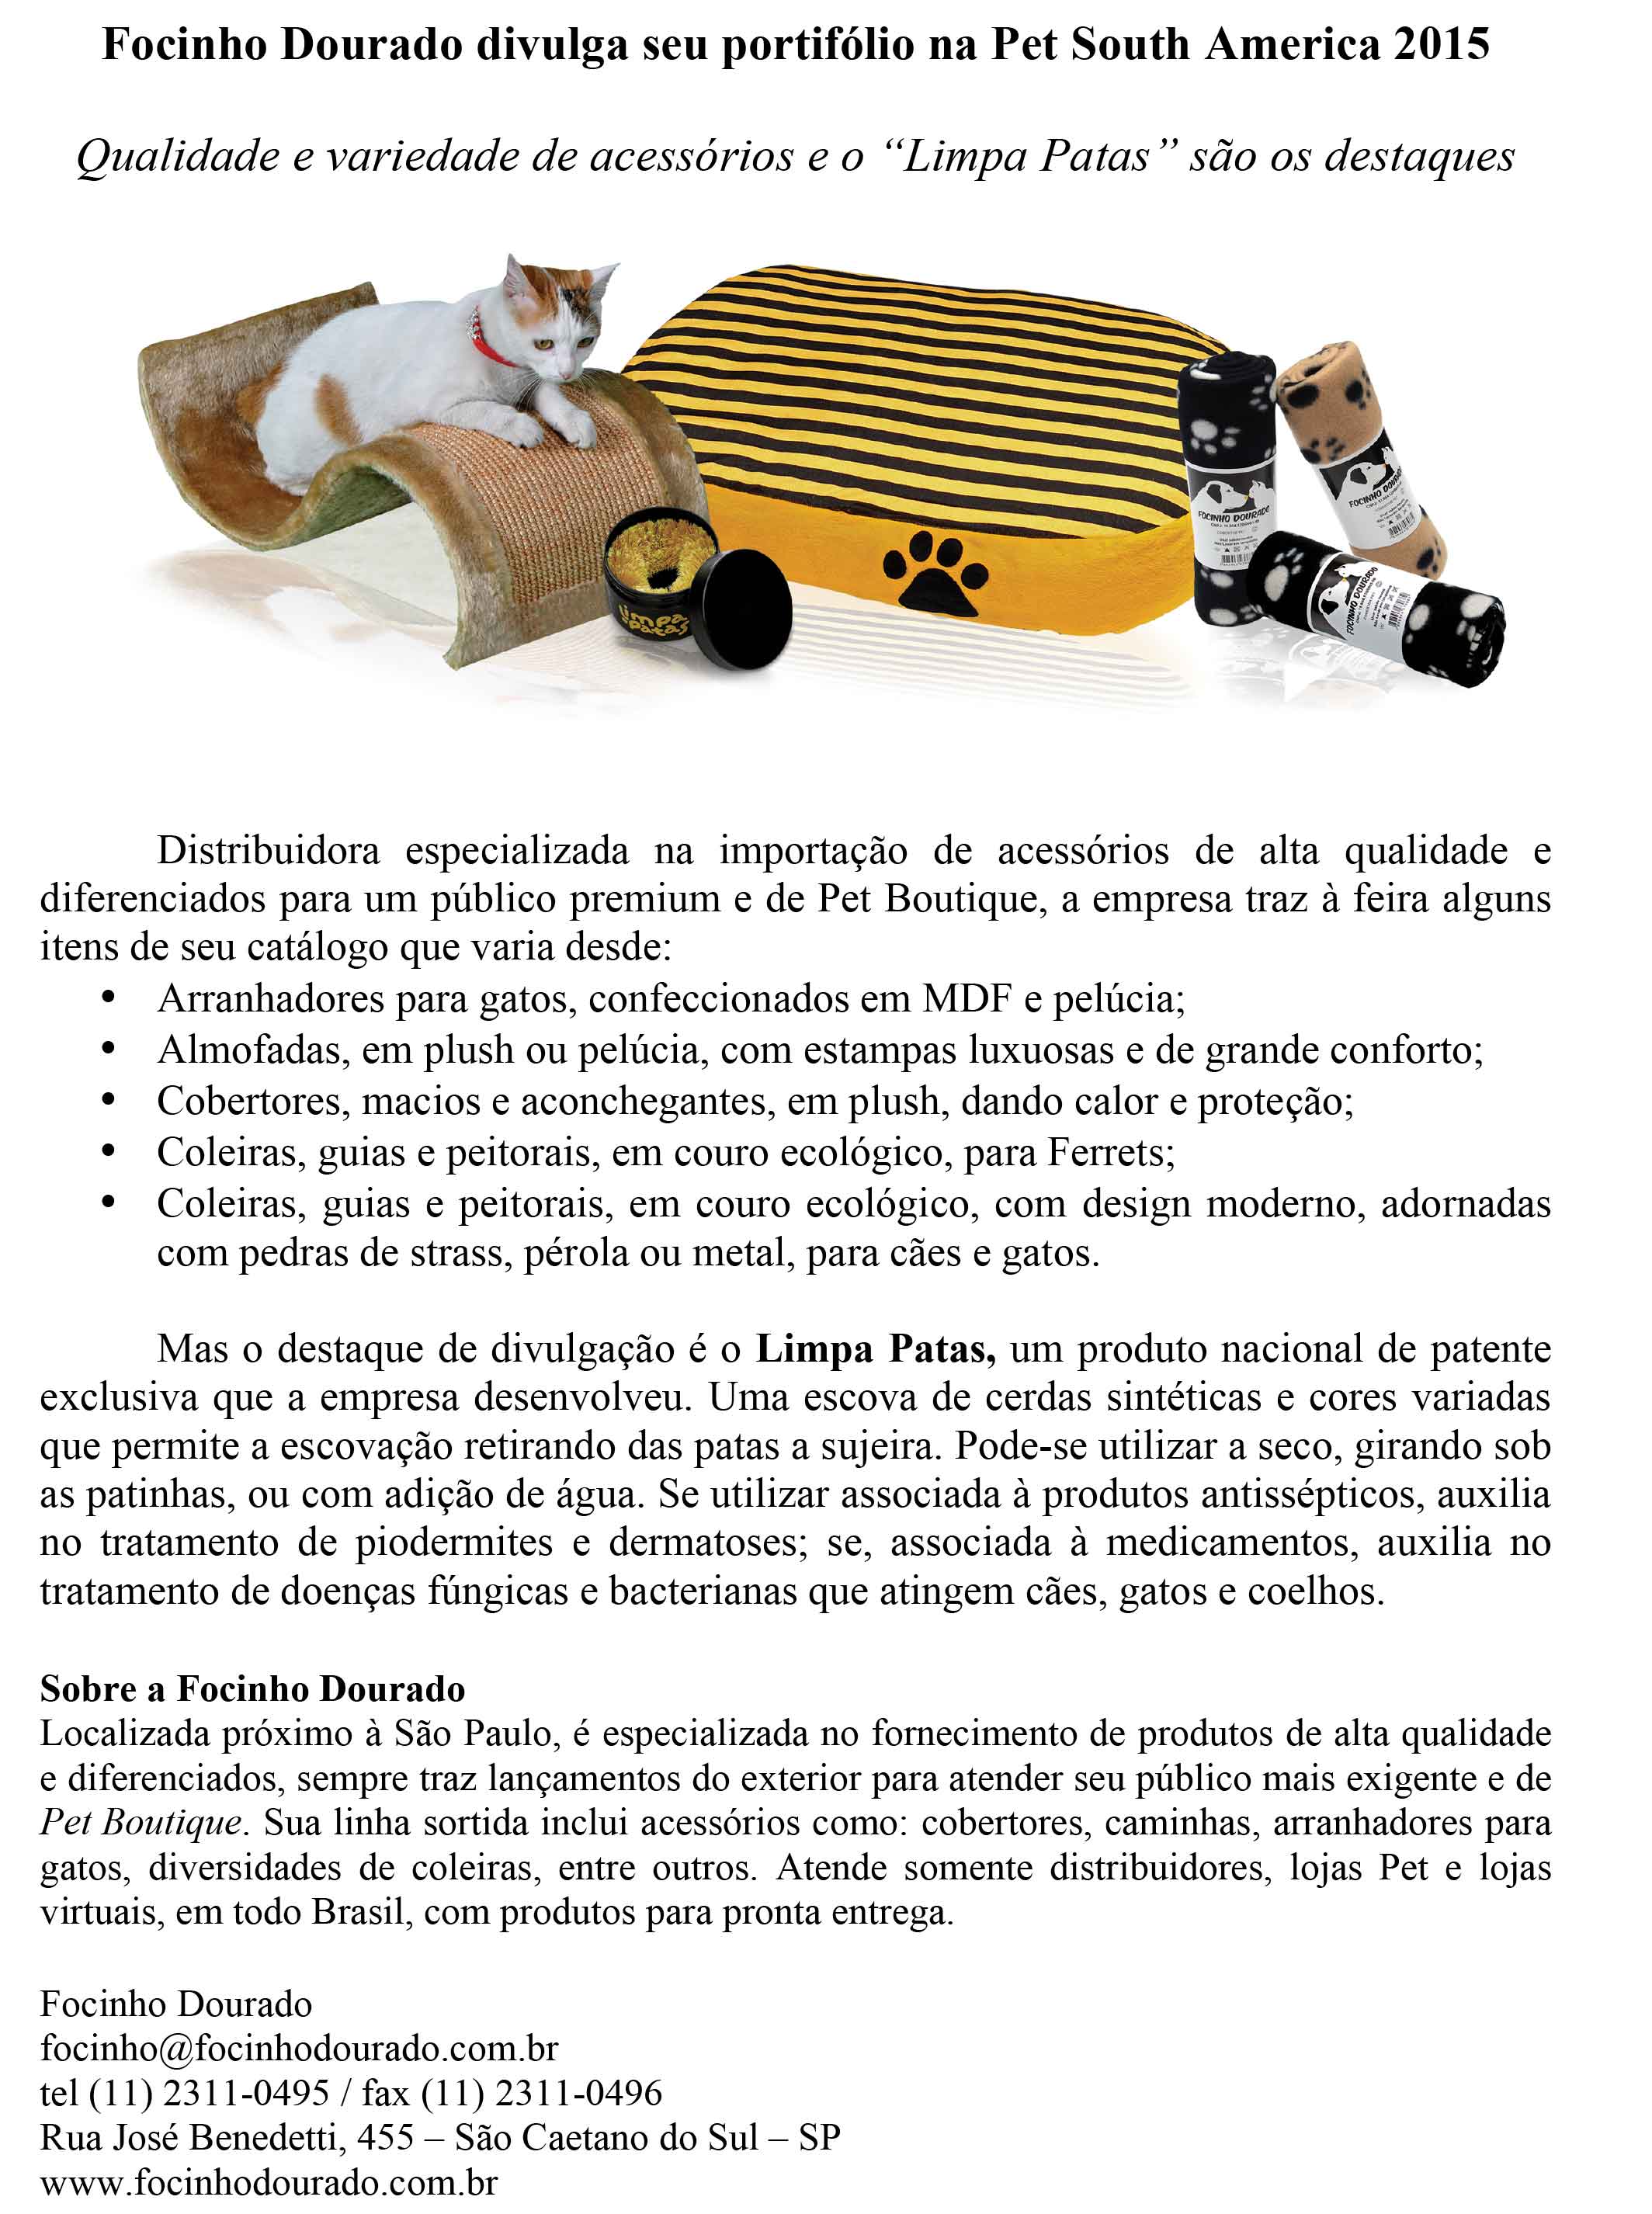 Focinho Dourado divulga seu portifólio na Pet South America 2015
Qualidade e variedade de acessórios e o “Limpa Patas” são os destaques
limpa
patas
FOCINHO DOURADO
FOCINHO DOURADO
FOCINHO DOURADO
Distribuidora especializada na importação de acessórios de alta qualidade e
diferenciados para um público premium e de Pet Boutique, a empresa traz à feira alguns
itens de seu catálogo que varia desde:
• Arranhadores para gatos, confeccionados em MDF e pelúcia;
• Almofadas, em plush ou pelúcia, com estampas luxuosas e de grande conforto;
• Cobertores, macios e aconchegantes, em plush, dando calor e proteção;
• Coleiras, guias e peitorais, em couro ecológico, para Ferrets;
• Coleiras, guias e peitorais, em couro ecológico, com design moderno, adornadas
com pedras de strass, pérola ou metal, para cães e gatos.
Mas o destaque de divulgação é o Limpa Patas, um produto nacional de patente
exclusiva que a empresa desenvolveu. Uma escova de cerdas sintéticas e cores variadas
que permite a escovação retirando das patas a sujeira. Pode-se utilizar a seco, girando sob
as patinhas, ou com adição de água. Se utilizar associada à produtos antissépticos, auxilia
no tratamento de piodermites e dermatoses; se, associada à medicamentos, auxilia no
tratamento de doenças fúngicas e bacterianas que atingem cães, gatos e coelhos.
Sobre a Focinho Dourado
Localizada próximo à São Paulo, é especializada no fornecimento de produtos de alta qualidade
e diferenciados, sempre traz lançamentos do exterior para atender seu público mais exigente e de
Pet Boutique. Sua linha sortida inclui acessórios como: cobertores, caminhas, arranhadores para
gatos, diversidades de coleiras, entre outros. Atende somente distribuidores, lojas Pet e lojas
virtuais, em todo Brasil, com produtos para pronta entrega.
Focinho Dourado
focinho@focinhodourado.com.br
tel (11) 2311-0495 / fax (11) 2311-0496
Rua José Benedetti, 455 – São Caetano do Sul – SP
www.focinhodourado.com.br